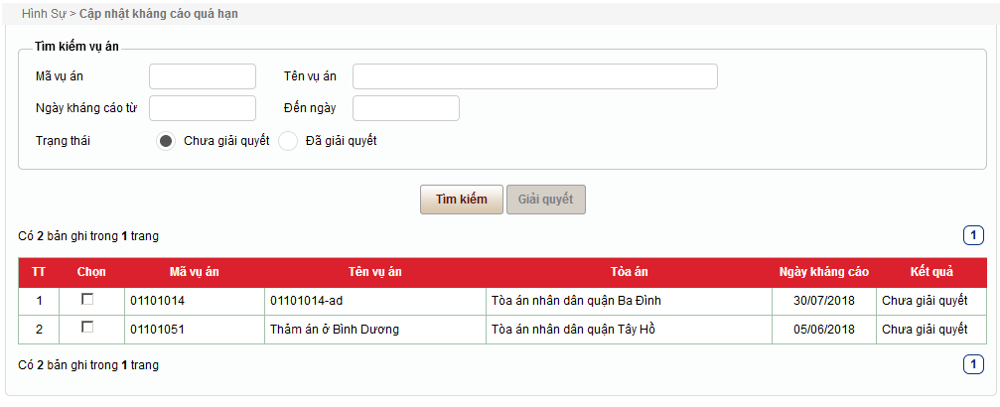 Hình Sự > Cập nhật kháng cáo quá hạn
Tìm kiếm vụ án
Mã vụ án Tên vụ án
Ngày kháng cáo từ Đến ngày
Trạng thái Chưa giải quyết Đã giải quyết
Tìm kiếm Giải quyết
Có 2 bản ghi trong 1 trang 1
TT Chọn Mã vụ án Tên vụ án Tòa án Ngày kháng cáo Kết quả
1 01101014 01101014-ad Tòa án nhân dân quận Ba Đình 30/07/2018 Chưa giải quyết
2 01101051 Thảm án ở Bình Dương Tòa án nhân dân quận Tây Hồ 05/06/2018 Chưa giải quyết
Có 2 bản ghi trong 1 trang 1